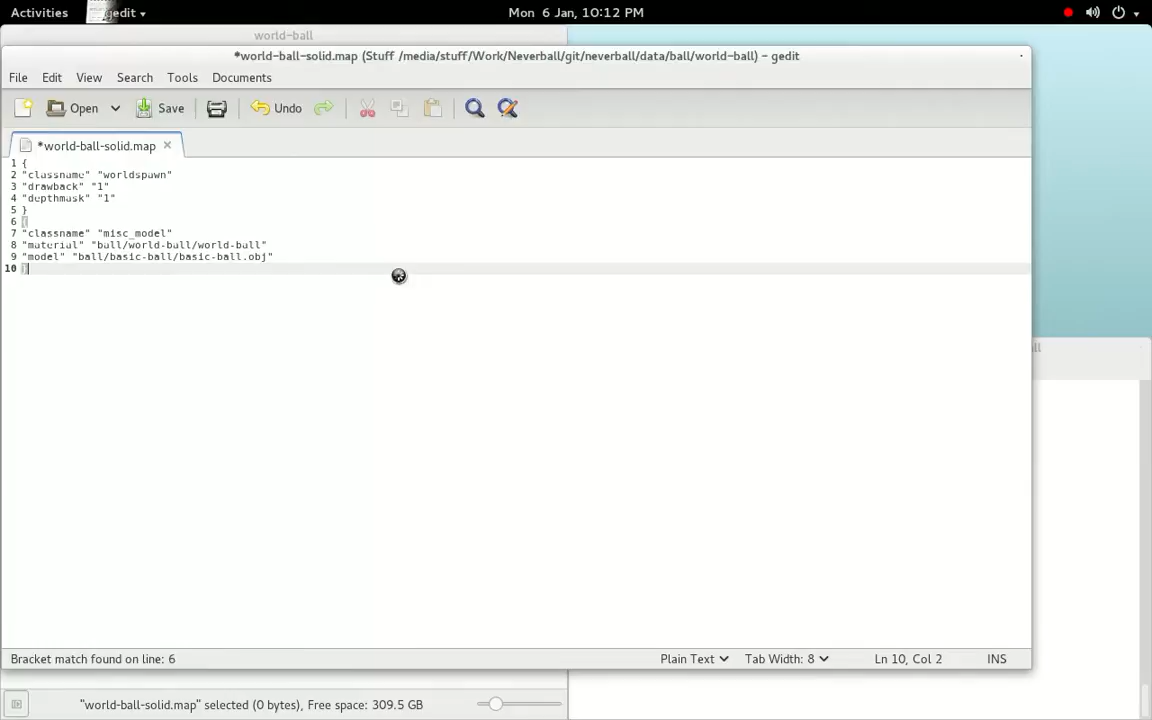 Activities gedit Mon 6 Jan, 10:12 PM
world-ball
*world-ball-solid.map (Stuff /media/stuff/Work/Neverball/git/neverball/data/ball/world-ball) – gedit
File Edit View Search Tools Documents
Open Save Undo
*world-ball-solid.map
1 {
2 "classname" "worldspawn"
3 "drawback" "1"
4 "depthmask" "1"
5 }
6 {
7 "classname" "misc_model"
8 "material" "ball/world-ball/world-ball"
9 "model" "ball/basic-ball/basic-ball.obj"
10 }
Bracket match found on line: 6 Plain Text Tab Width: 8 Ln 10, Col 2 INS
"world-ball-solid.map" selected (0 bytes), Free space: 309.5 GB